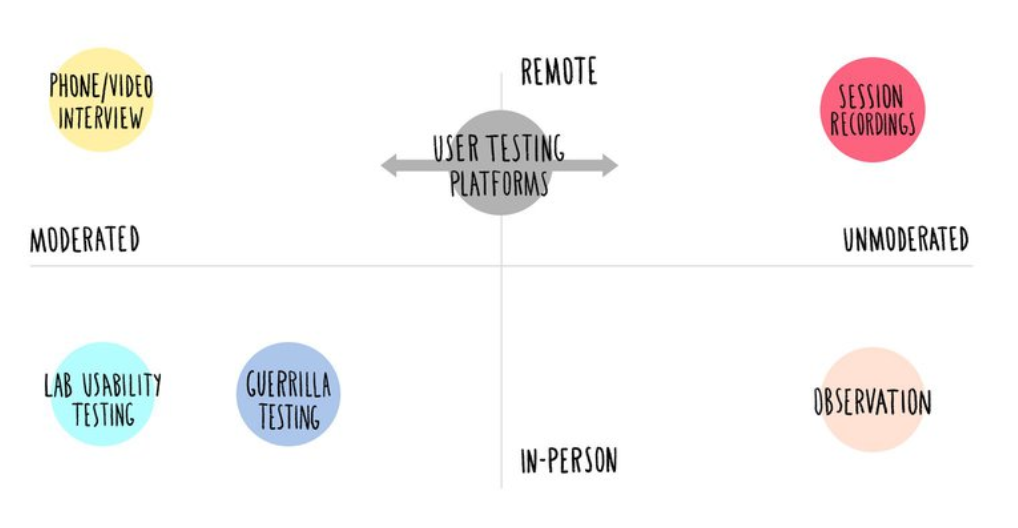 REMOTE
PHONE/VIDEO
INTERVIEW
SESSION
RECORDINGS
USER TESTING
PLATFORMS
MODERATED
UNMODERATED
LAB USABILITY
TESTING
GUERRILLA
TESTING
OBSERVATION
IN-PERSON